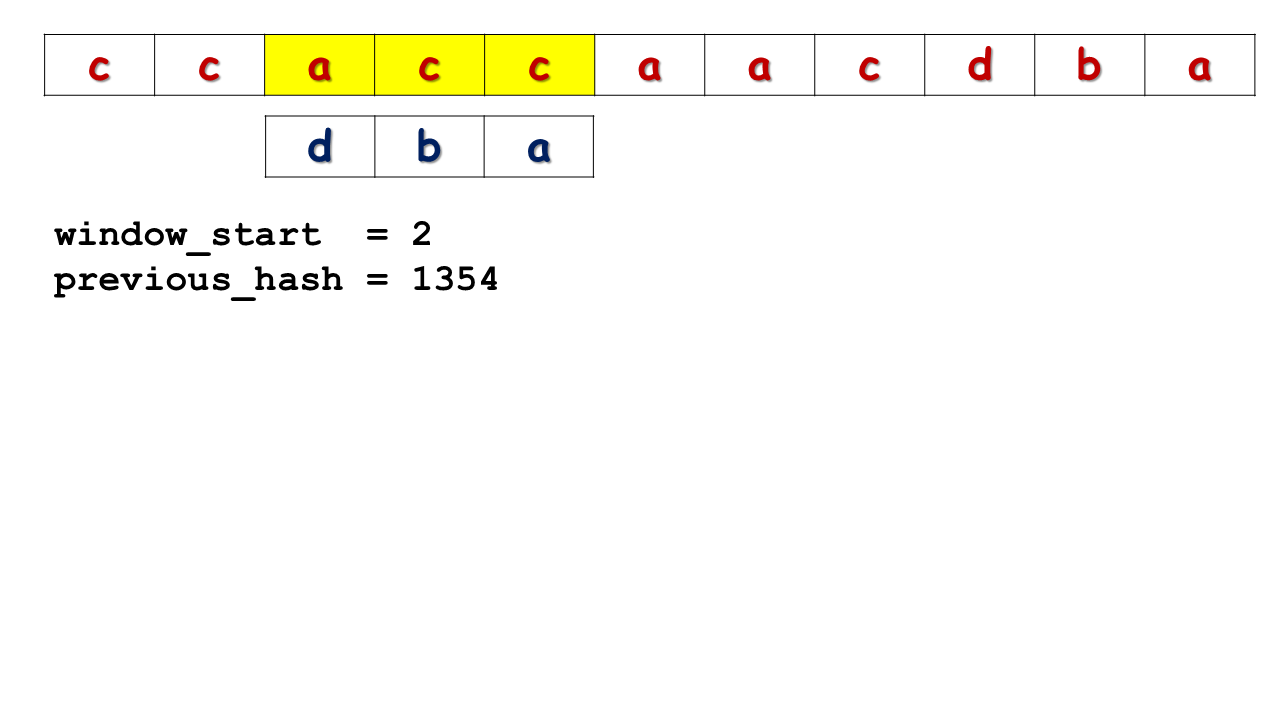 c c a c c a a c d b a
d b a
window_start  = 2
previous_hash = 1354